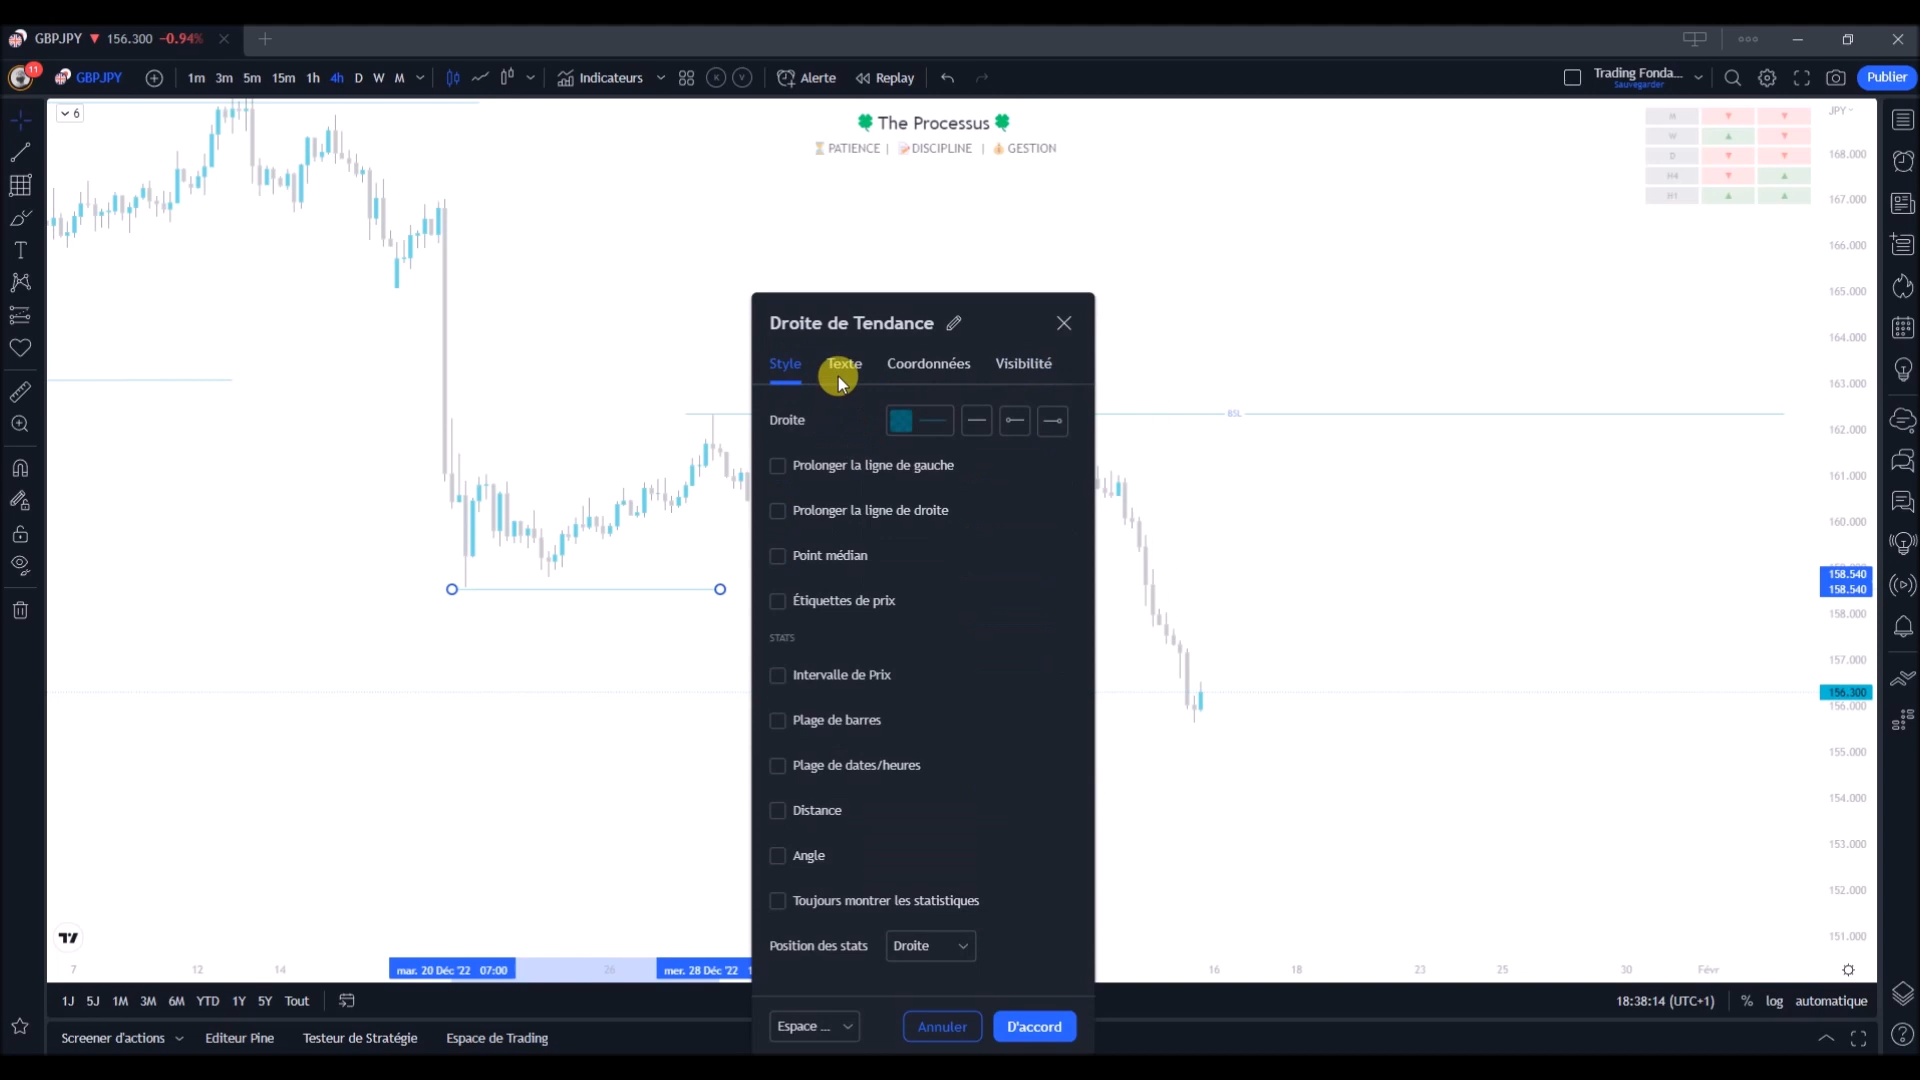 GBPJPY ▼ 156.300 −0.94%
11
GBPJPY 1m 3m 5m 15m 1h 4h D W M Indicateurs K V Alerte Replay Trading Fonda... Publier
Sauvegarder
6
🍀 The Processus 🍀
⏳ PATIENCE | 📝 DISCIPLINE | 💰 GESTION
JPY
M
W
D
H4
H1
168.000
167.000
166.000
165.000
164.000
163.000
162.000
161.000
160.000
158.540
158.540
158.000
157.000
156.300
156.000
155.000
154.000
153.000
152.000
151.000
BSL
Droite de Tendance
Style Texte Coordonnées Visibilité
Droite
Prolonger la ligne de gauche
Prolonger la ligne de droite
Point médian
Étiquettes de prix
STATS
Intervalle de Prix
Plage de barres
Plage de dates/heures
Distance
Angle
Toujours montrer les statistiques
Position des stats Droite
Espace ... Annuler D'accord
7 12 14 mar. 20 Déc '22 07:00 26 mer. 28 Déc '22 16 18 23 25 30 Févr
1J 5J 1M 3M 6M YTD 1Y 5Y Tout 18:38:14 (UTC+1) % log automatique
Screener d'actions Editeur Pine Testeur de Stratégie Espace de Trading